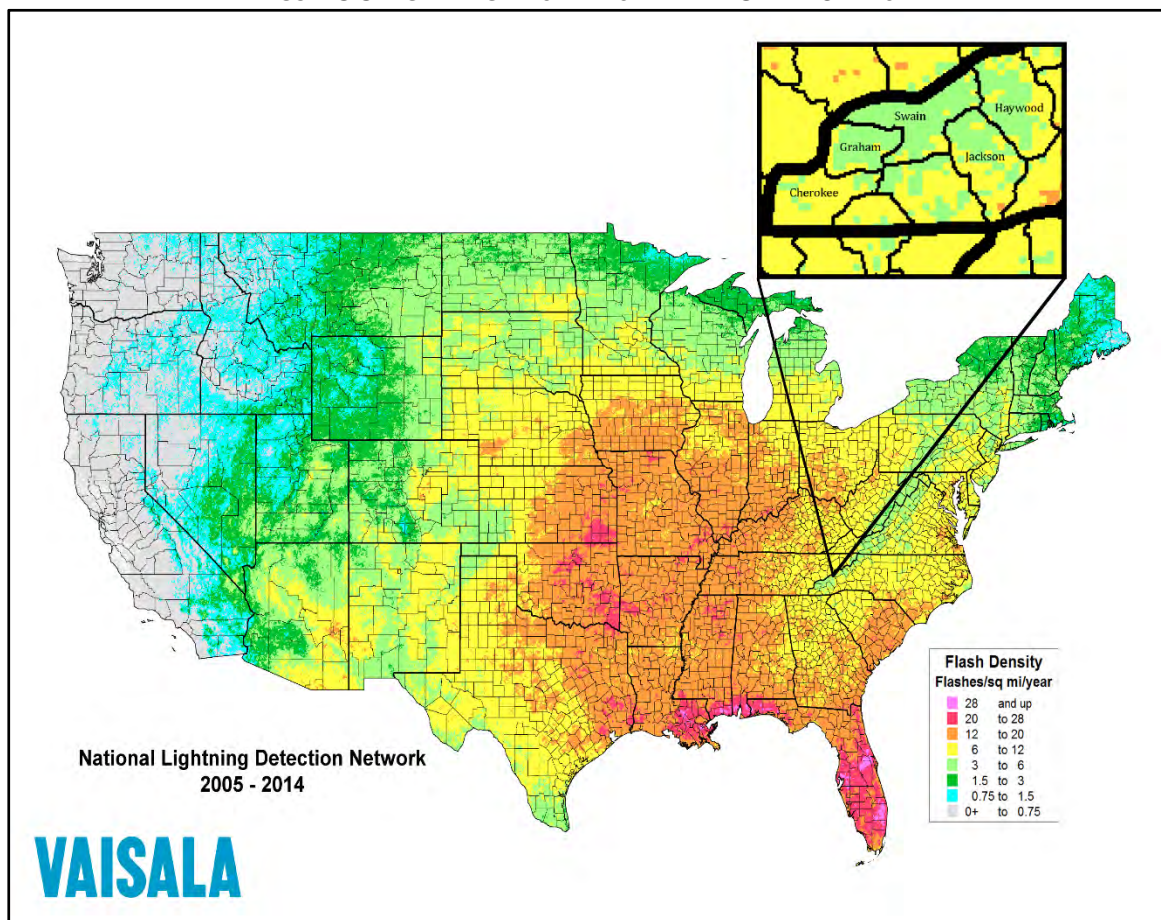 Swain
Haywood
Graham
Jackson
Cherokee
National Lightning Detection Network
2005 - 2014
VAISALA
Flash Density
Flashes/sq mi/year
28 and up
20 to 28
12 to 20
6 to 12
3 to 6
1.5 to 3
0.75 to 1.5
0+ to 0.75